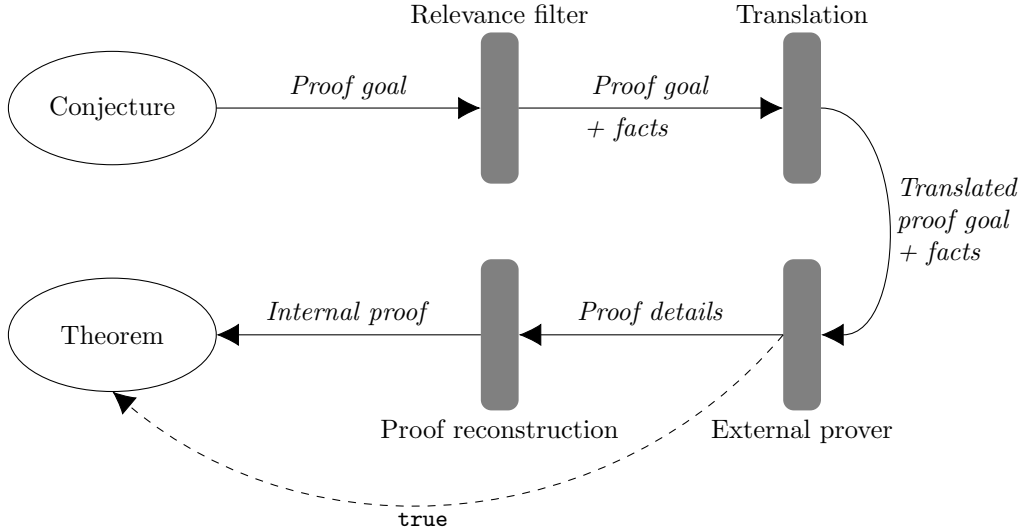 Relevance filter
Translation
Conjecture
Proof goal
Proof goal
+ facts
Translated
proof goal
+ facts
Theorem
Internal proof
Proof details
Proof reconstruction
External prover
true